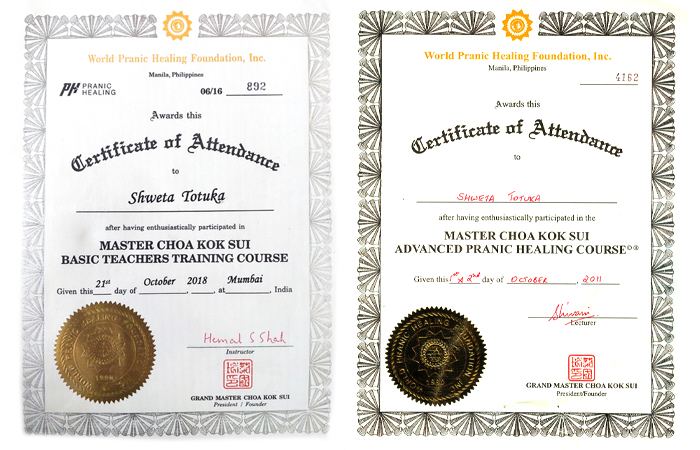 World Pranic Healing Foundation, Inc.
Manila, Philippines
PH PRANIC HEALING
06/16 892
Awards this
Certificate of Attendance
to
Shweta Totuka
after having enthusiastically participated in
MASTER CHOA KOK SUI
BASIC TEACHERS TRAINING COURSE
Given this 21st day of October 2018, at Mumbai, India
Hemal S Shah
Instructor
GRAND MASTER CHOA KOK SUI
President / Founder
1990
World Pranic Healing Foundation, Inc.
Manila, Philippines
4162
Awards this
Certificate of Attendance
to
SHWETA TOTUKA
after having enthusiastically participated in the
MASTER CHOA KOK SUI
ADVANCED PRANIC HEALING COURSE©®
Given this 1st & 2nd day of OCTOBER, 2011
Shivani
Lecturer
GRAND MASTER CHOA KOK SUI
President/Founder